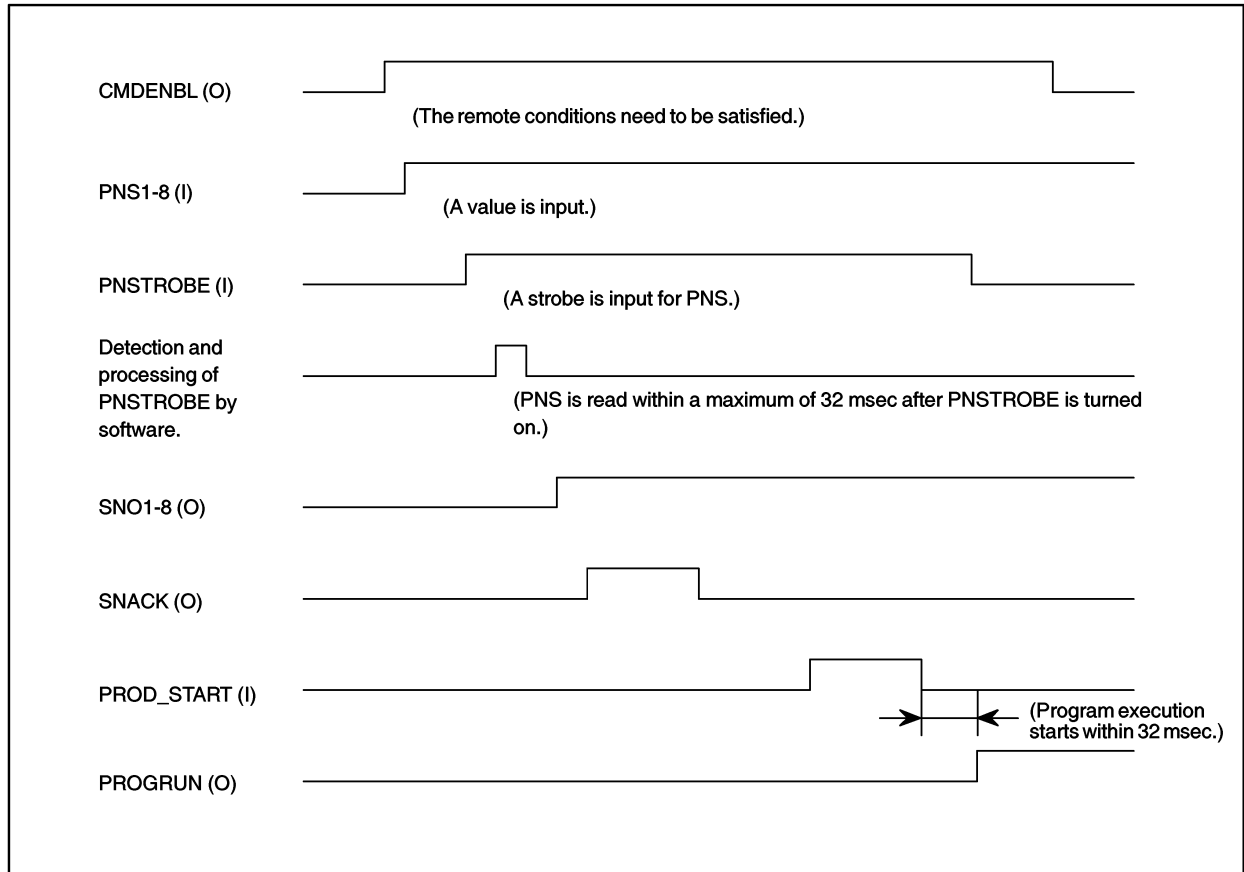 CMDENBL (O)
(The remote conditions need to be satisfied.)
PNS1-8 (I)
(A value is input.)
PNSTROBE (I)
(A strobe is input for PNS.)
Detection and
processing of
PNSTROBE by
software.
(PNS is read within a maximum of 32 msec after PNSTROBE is turned
on.)
SNO1-8 (O)
SNACK (O)
PROD_START (I)
(Program execution
starts within 32 msec.)
PROGRUN (O)